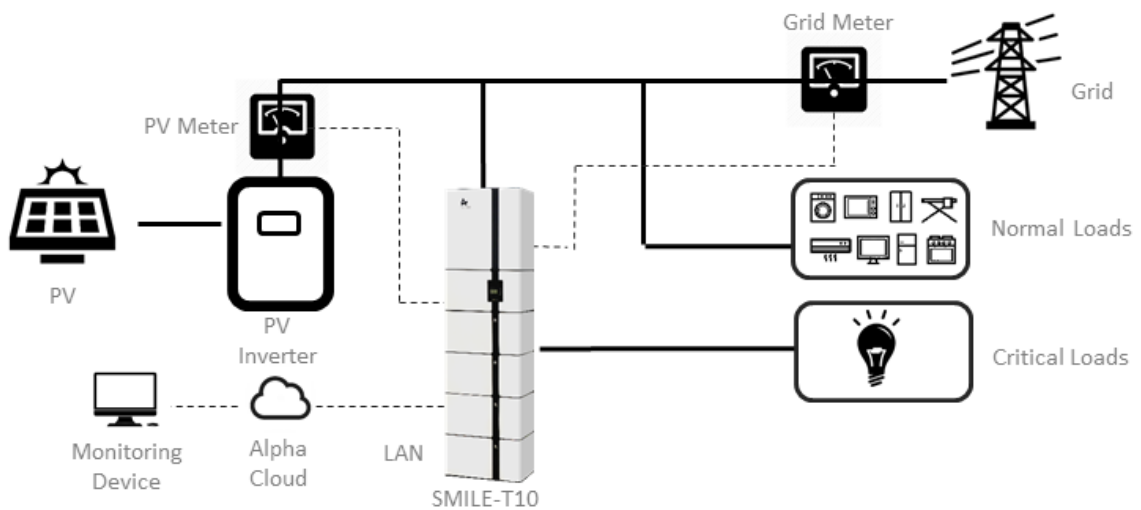 Grid Meter
Grid
PV Meter
Normal Loads
PV
PV
Inverter
Critical Loads
Monitoring
Device
Alpha
Cloud
LAN
SMILE-T10